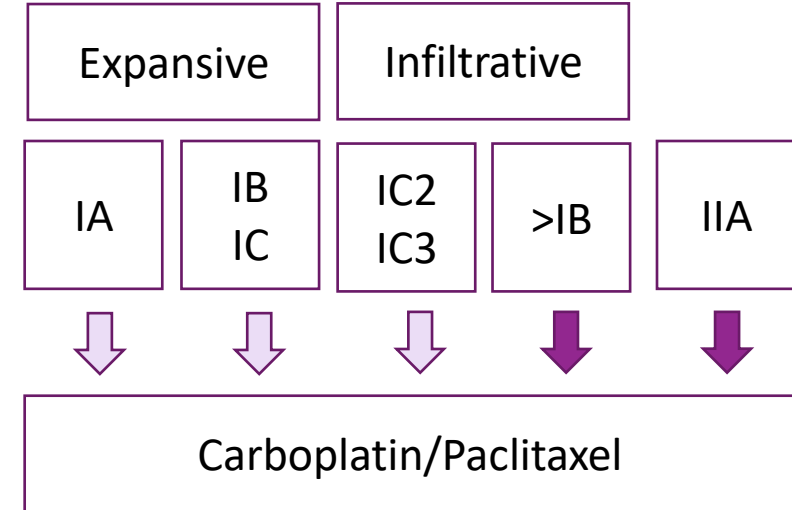 Expansive
Infiltrative
IA
IB
IC
IC2
IC3
>IB
IIA
Carboplatin/Paclitaxel